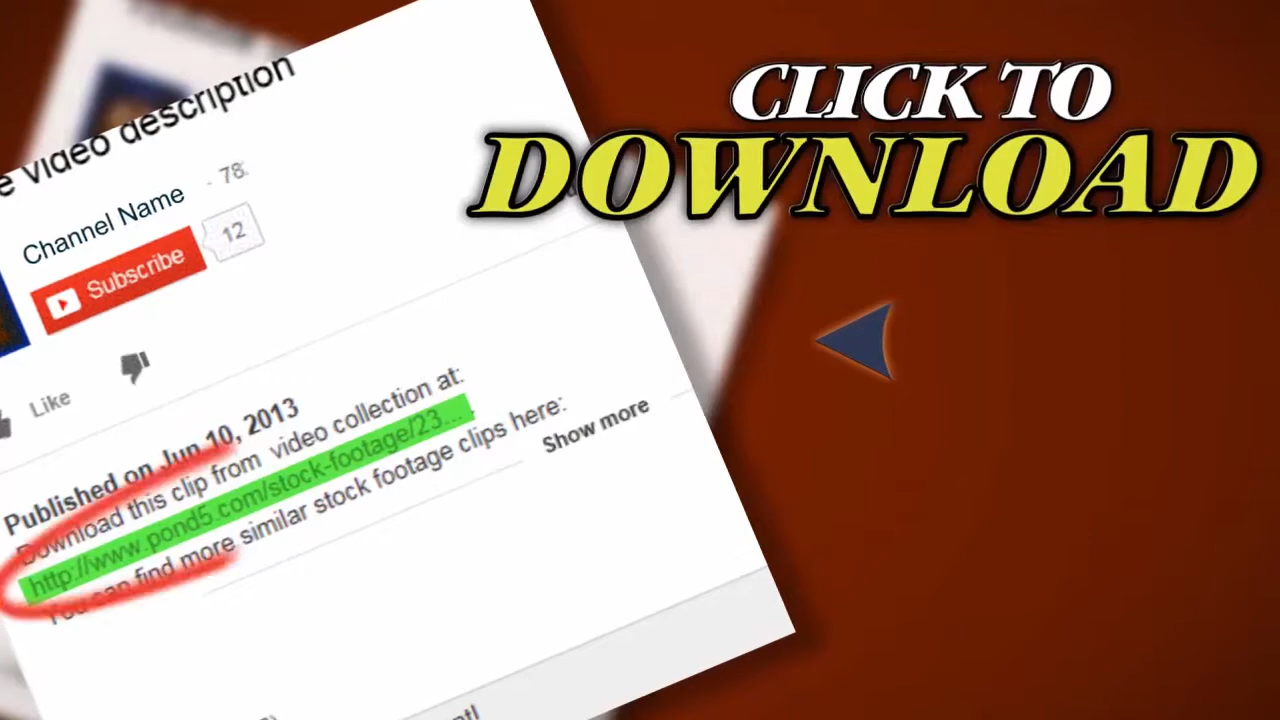 CLICK TO
DOWNLOAD
video description
Channel Name
Subscribe
12
Like
Published on Jun 10, 2013
Download this clip from video collection at:
http://www.pond5.com/stock-footage/23...
You can find more similar stock footage clips here:
Show more